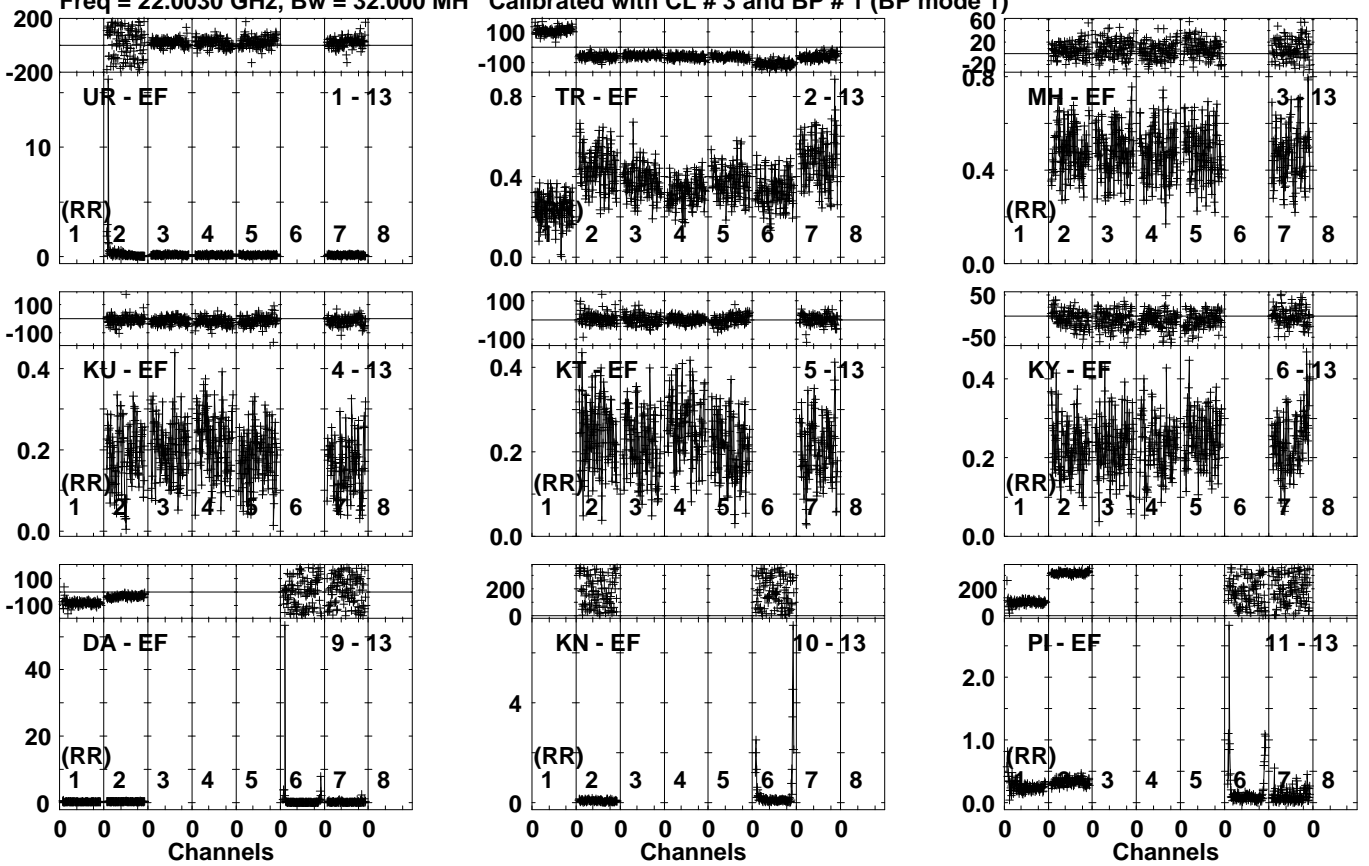 Freq = 22.0030 GHz, Bw = 32.000 MH Calibrated with CL # 3 and BP # 1 (BP mode 1)
200
-200
100
-100
60
20
-20
UR - EF 1 - 13
10
0
(RR)
1 2 3 4 5 6 7 8
TR - EF 2 - 13
0.8
0.4
0.0
1 2 3 4 5 6 7 8
MH - EF 3 - 13
0.8
0.4
0.0
(RR)
1 2 3 4 5 6 7 8
100
-100
100
-100
50
-50
KU - EF 4 - 13
0.4
0.2
0.0
(RR)
1 2 3 4 5 6 7 8
KT - EF 5 - 13
0.4
0.2
0.0
(RR)
1 2 3 4 5 6 7 8
KY - EF 6 - 13
0.4
0.2
0.0
(RR)
1 2 3 4 5 6 7 8
100
-100
200
0
200
0
DA - EF 9 - 13
40
20
0
(RR)
1 2 3 4 5 6 7 8
KN - EF 10 - 13
4
0
(RR)
1 2 3 4 5 6 7 8
PI - EF 11 - 13
2.0
1.0
0.0
(RR)
1 2 3 4 5 6 7 8
0 0 0 0 0 0 0 0
Channels
0 0 0 0 0 0 0 0
Channels
0 0 0 0 0 0 0 0
Channels